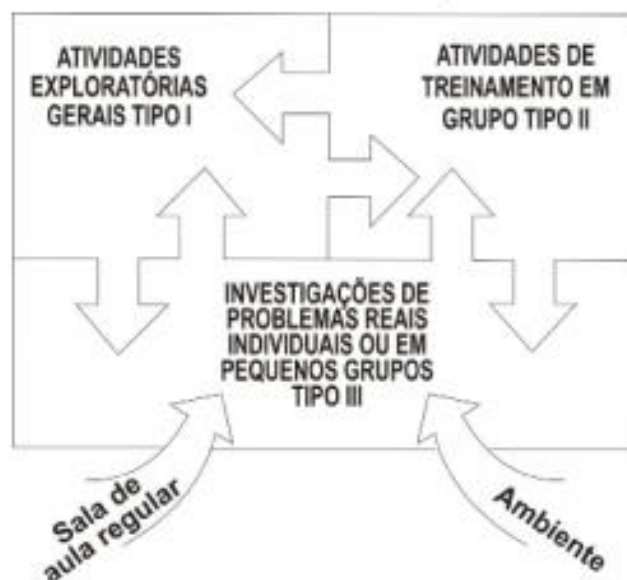 ATIVIDADES
EXPLORATÓRIAS
GERAIS TIPO I
ATIVIDADES DE
TREINAMENTO EM
GRUPO TIPO II
INVESTIGAÇÕES DE
PROBLEMAS REAIS
INDIVIDUAIS OU EM
PEQUENOS GRUPOS
TIPO III
Sala de
aula regular
Ambiente